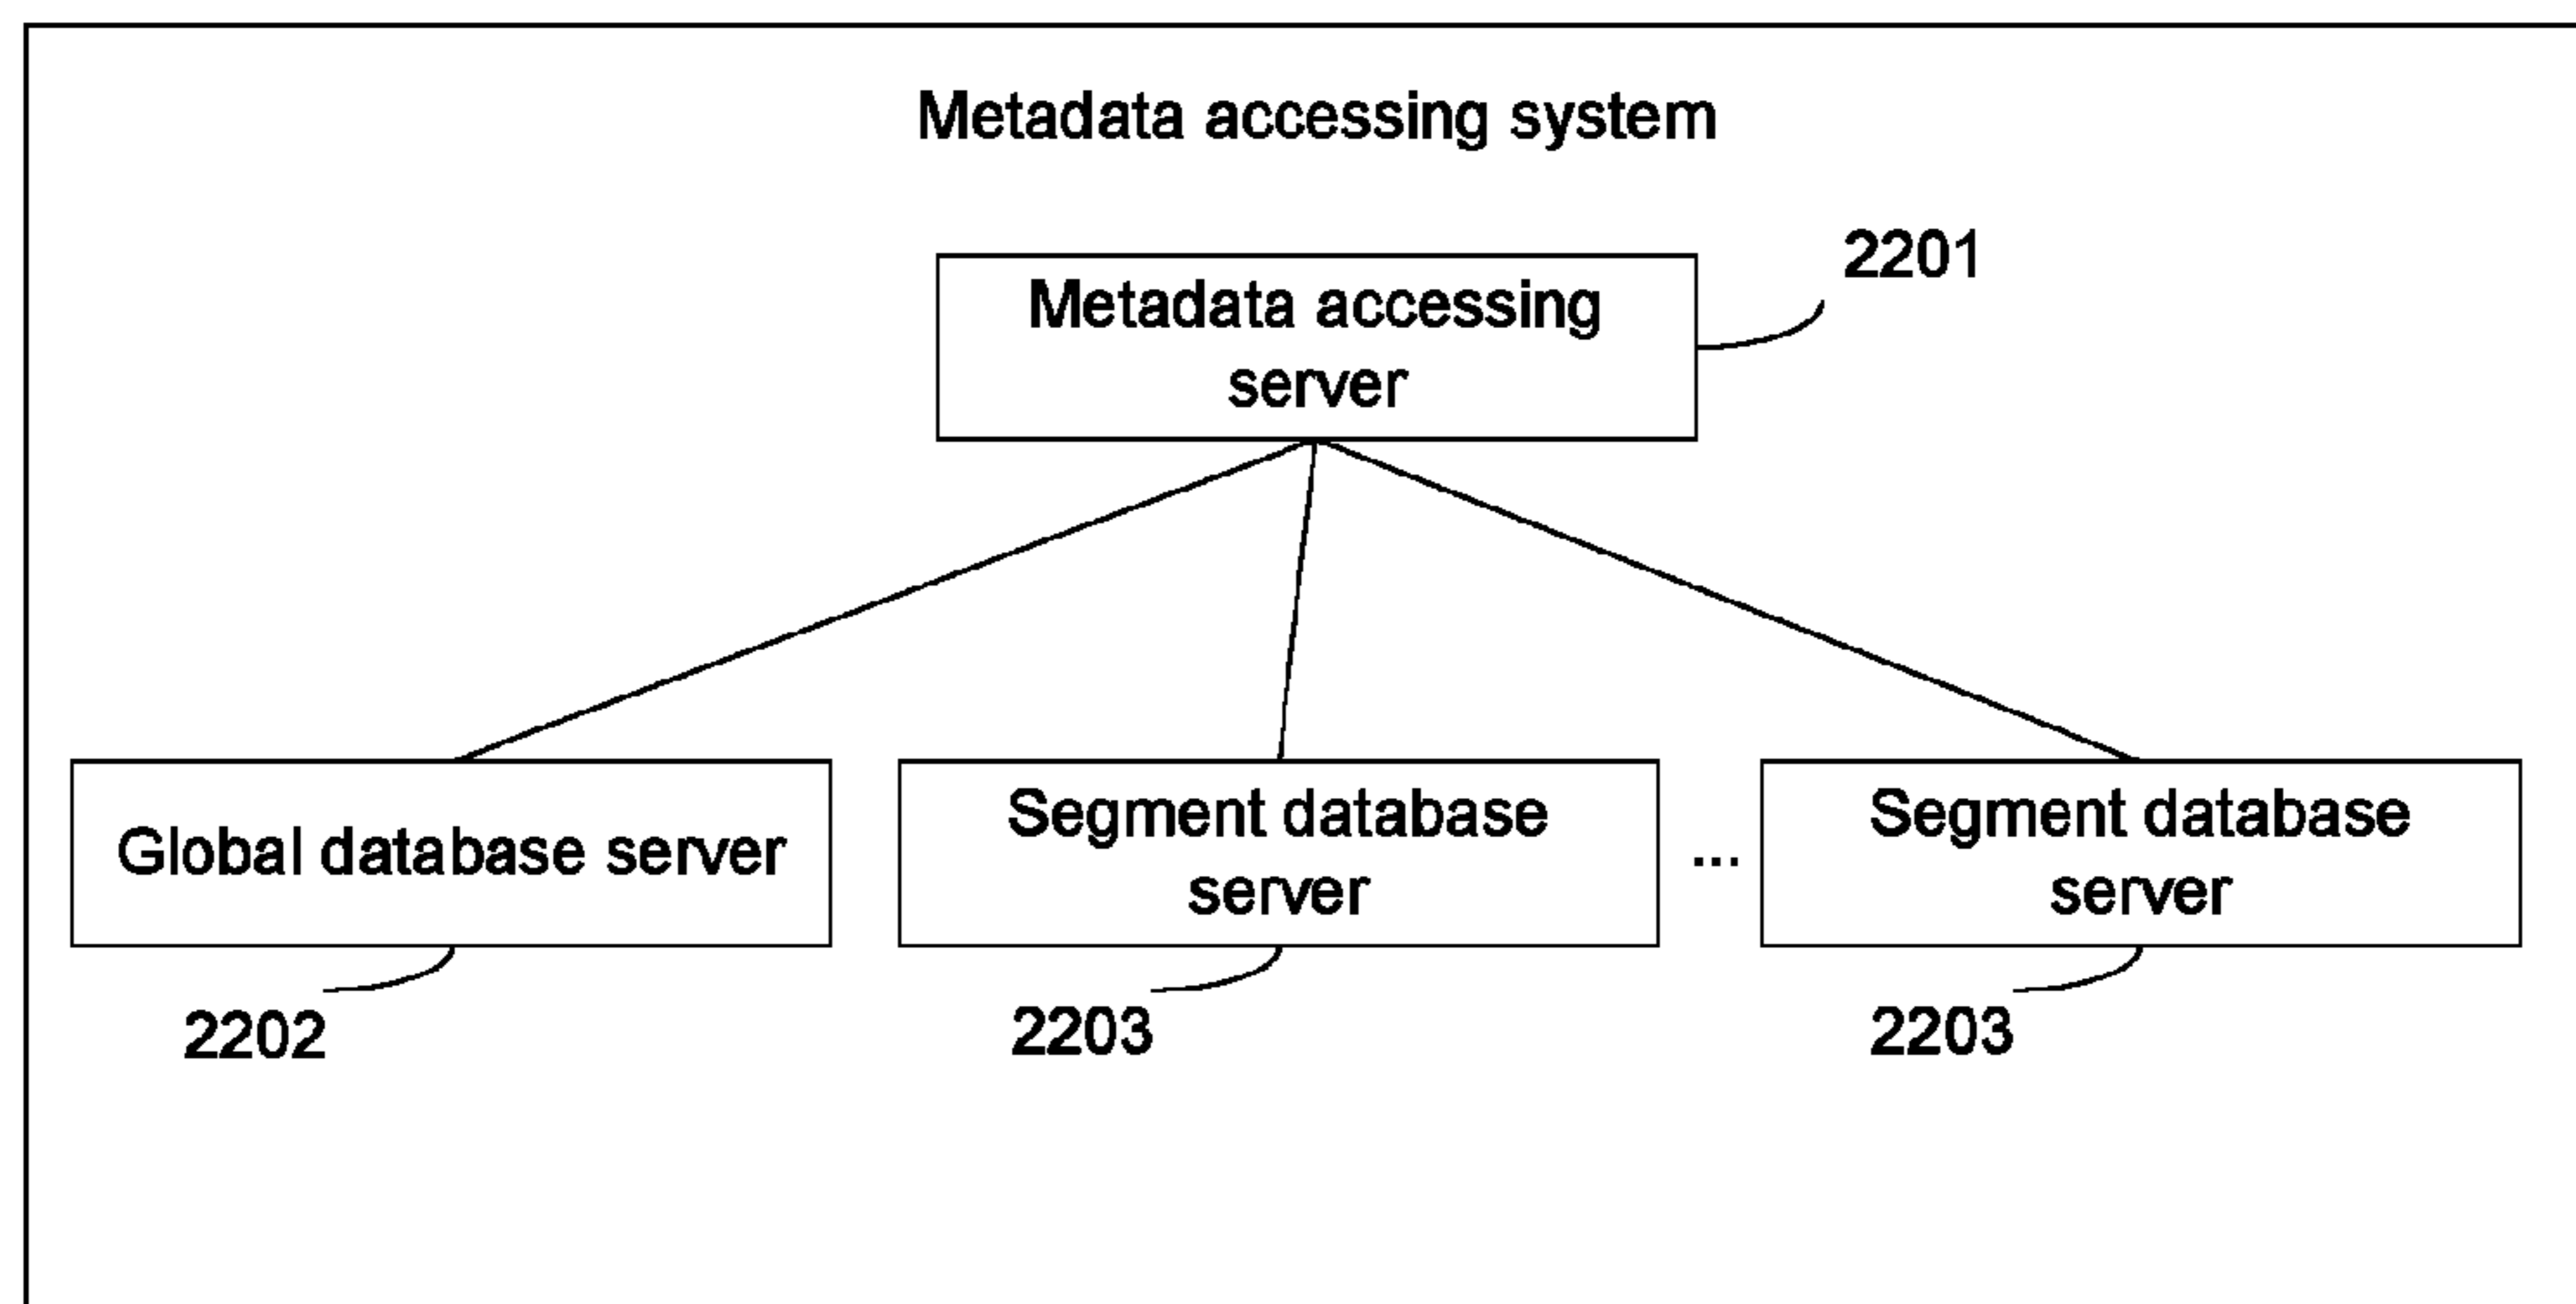 Metadata accessing system
2201
Metadata accessing
server
Global database server
Segment database
server
...
Segment database
server
2202
2203
2203